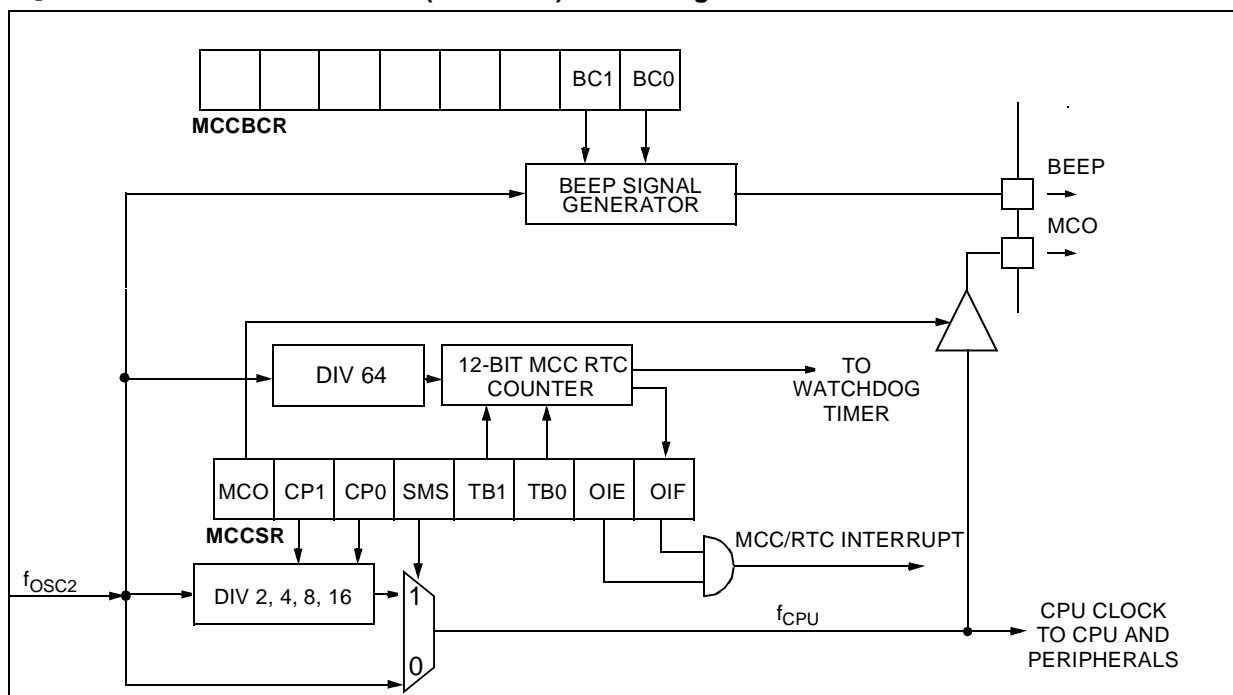 BC1 BC0
MCCBCR
BEEP SIGNAL
GENERATOR
BEEP
MCO
DIV 64
12-BIT MCC RTC
COUNTER
TO
WATCHDOG
TIMER
MCO CP1 CP0 SMS TB1 TB0 OIE OIF
MCCSR
MCC/RTC INTERRUPT
fOSC2
DIV 2, 4, 8, 16
1
0
fCPU
CPU CLOCK
TO CPU AND
PERIPHERALS